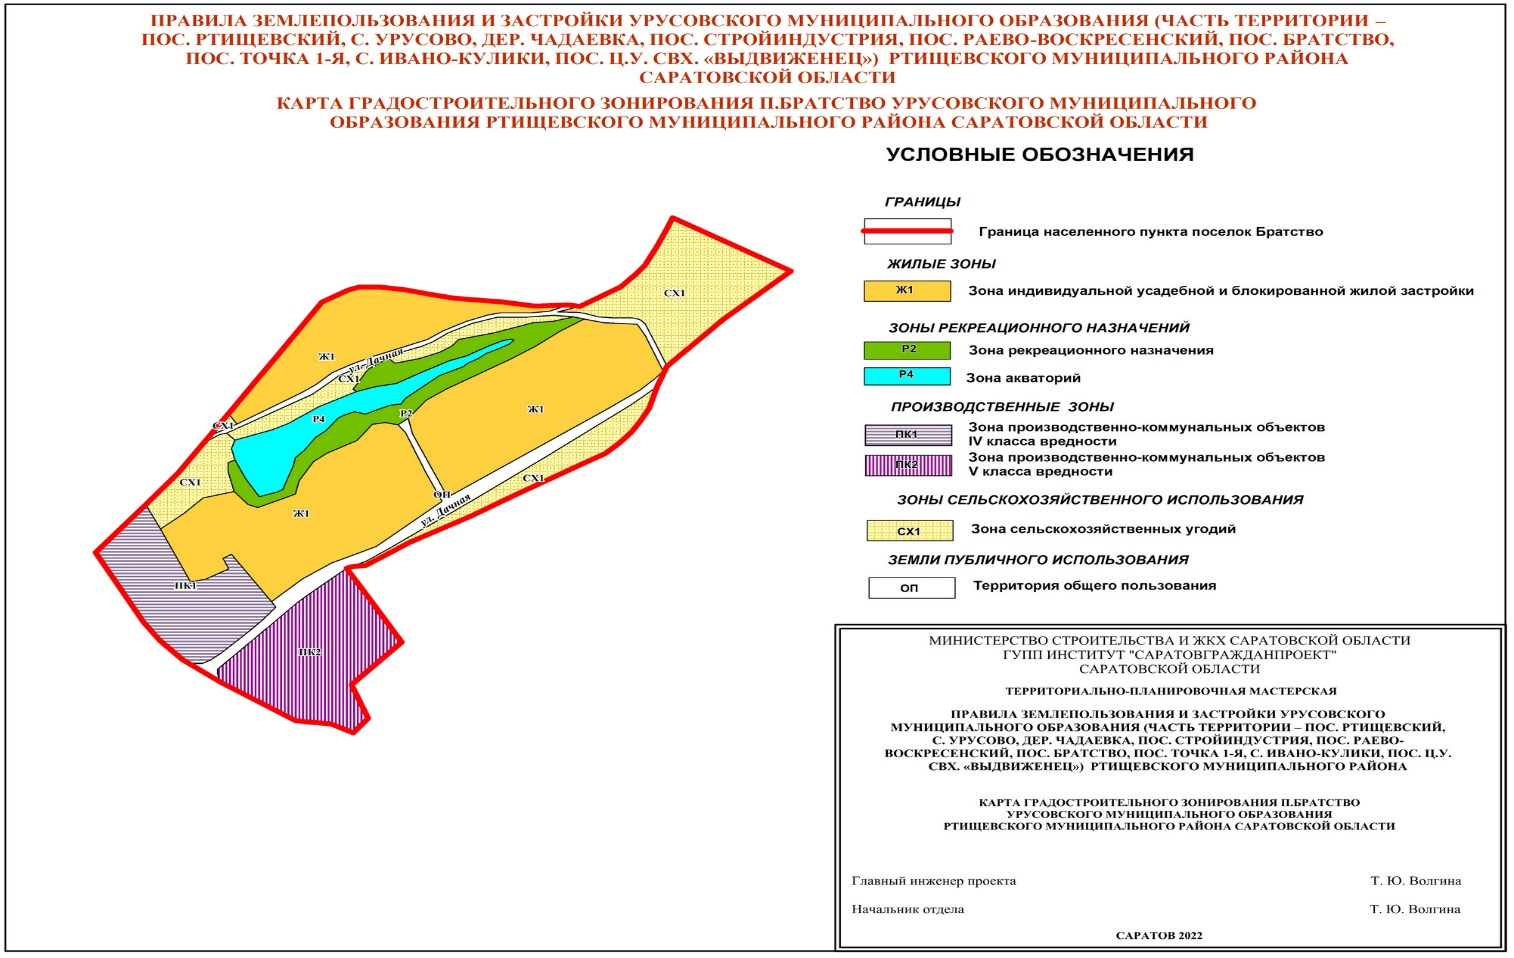 ПРАВИЛА ЗЕМЛЕПОЛЬЗОВАНИЯ И ЗАСТРОЙКИ УРУСОВСКОГО МУНИЦИПАЛЬНОГО ОБРАЗОВАНИЯ (ЧАСТЬ ТЕРРИТОРИИ –
ПОС. РТИЩЕВСКИЙ, С. УРУСОВО, ДЕР. ЧАДАЕВКА, ПОС. СТРОЙИНДУСТРИЯ, ПОС. РАЕВО-ВОСКРЕСЕНСКИЙ, ПОС. БРАТСТВО,
ПОС. ТОЧКА 1-Я, С. ИВАНО-КУЛИКИ, ПОС. Ц.У. СВХ. «ВЫДВИЖЕНЕЦ») РТИЩЕВСКОГО МУНИЦИПАЛЬНОГО РАЙОНА
САРАТОВСКОЙ ОБЛАСТИ
КАРТА ГРАДОСТРОИТЕЛЬНОГО ЗОНИРОВАНИЯ П.БРАТСТВО УРУСОВСКОГО МУНИЦИПАЛЬНОГО
ОБРАЗОВАНИЯ РТИЩЕВСКОГО МУНИЦИПАЛЬНОГО РАЙОНА САРАТОВСКОЙ ОБЛАСТИ
СХ1
Ж1
ул. Дачная
СХ1
Р4
Р2
Ж1
СХ1
СХ1
СХ1
ОП
ул. Дачная
Ж1
ПК1
ПК2
УСЛОВНЫЕ ОБОЗНАЧЕНИЯ
ГРАНИЦЫ
Граница населенного пункта поселок Братство
ЖИЛЫЕ ЗОНЫ
Ж1 Зона индивидуальной усадебной и блокированной жилой застройки
ЗОНЫ РЕКРЕАЦИОННОГО НАЗНАЧЕНИЙ
Р2 Зона рекреационного назначения
Р4 Зона акваторий
ПРОИЗВОДСТВЕННЫЕ ЗОНЫ
ПК1 Зона производственно-коммунальных объектов
IV класса вредности
ПК2 Зона производственно-коммунальных объектов
V класса вредности
ЗОНЫ СЕЛЬСКОХОЗЯЙСТВЕННОГО ИСПОЛЬЗОВАНИЯ
СХ1 Зона сельскохозяйственных угодий
ЗЕМЛИ ПУБЛИЧНОГО ИСПОЛЬЗОВАНИЯ
ОП Территория общего пользования
МИНИСТЕРСТВО СТРОИТЕЛЬСТВА И ЖКХ САРАТОВСКОЙ ОБЛАСТИ
ГУПП ИНСТИТУТ "САРАТОВГРАЖДАНПРОЕКТ"
САРАТОВСКОЙ ОБЛАСТИ
ТЕРРИТОРИАЛЬНО-ПЛАНИРОВОЧНАЯ МАСТЕРСКАЯ
ПРАВИЛА ЗЕМЛЕПОЛЬЗОВАНИЯ И ЗАСТРОЙКИ УРУСОВСКОГО
МУНИЦИПАЛЬНОГО ОБРАЗОВАНИЯ (ЧАСТЬ ТЕРРИТОРИИ – ПОС. РТИЩЕВСКИЙ,
С. УРУСОВО, ДЕР. ЧАДАЕВКА, ПОС. СТРОЙИНДУСТРИЯ, ПОС. РАЕВО-
ВОСКРЕСЕНСКИЙ, ПОС. БРАТСТВО, ПОС. ТОЧКА 1-Я, С. ИВАНО-КУЛИКИ, ПОС. Ц.У.
СВХ. «ВЫДВИЖЕНЕЦ») РТИЩЕВСКОГО МУНИЦИПАЛЬНОГО РАЙОНА
КАРТА ГРАДОСТРОИТЕЛЬНОГО ЗОНИРОВАНИЯ П.БРАТСТВО
УРУСОВСКОГО МУНИЦИПАЛЬНОГО ОБРАЗОВАНИЯ
РТИЩЕВСКОГО МУНИЦИПАЛЬНОГО РАЙОНА САРАТОВСКОЙ ОБЛАСТИ
Главный инженер проекта Т. Ю. Волгина
Начальник отдела Т. Ю. Волгина
САРАТОВ 2022